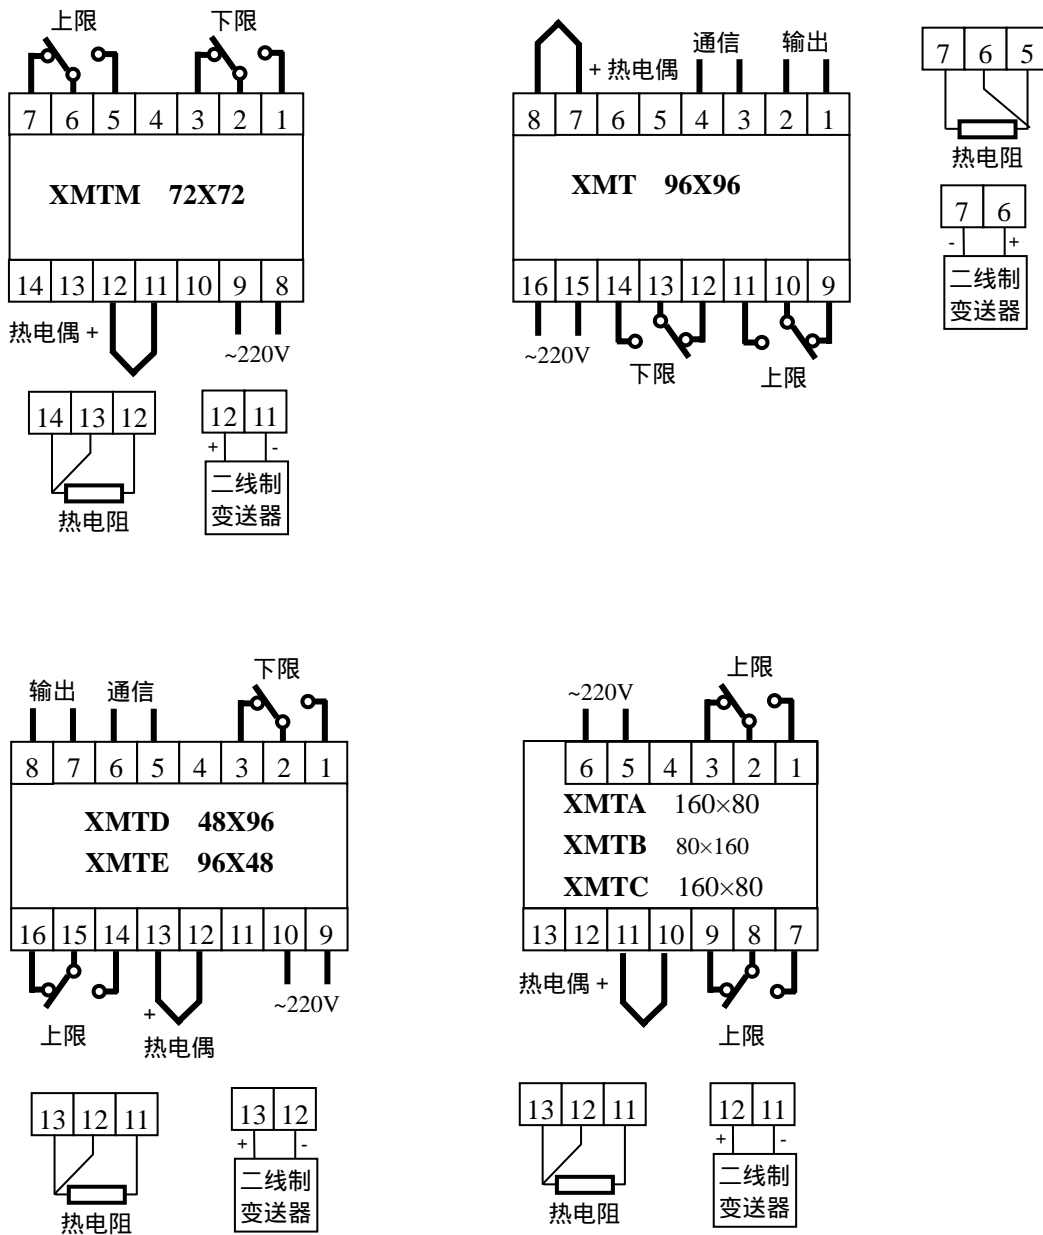 上限 下限
7 6 5 4 3 2 1
XMTM 72X72
14 13 12 11 10 9 8
热电偶 +
~220V
14 13 12
热电阻
12 11
+ -
二线制
变送器
+ 热电偶 通信 输出
8 7 6 5 4 3 2 1
XMT 96X96
16 15 14 13 12 11 10 9
~220V 下限 上限
7 6 5
热电阻
7 6
- +
二线制
变送器
输出 通信 下限
8 7 6 5 4 3 2 1
XMTD 48X96
XMTE 96X48
16 15 14 13 12 11 10 9
上限 + 热电偶 ~220V
13 12 11
热电阻
13 12
+ -
二线制
变送器
~220V 上限
6 5 4 3 2 1
XMTA 160×80
XMTB 80×160
XMTC 160×80
13 12 11 10 9 8 7
热电偶 + 上限
13 12 11
热电阻
12 11
+ -
二线制
变送器